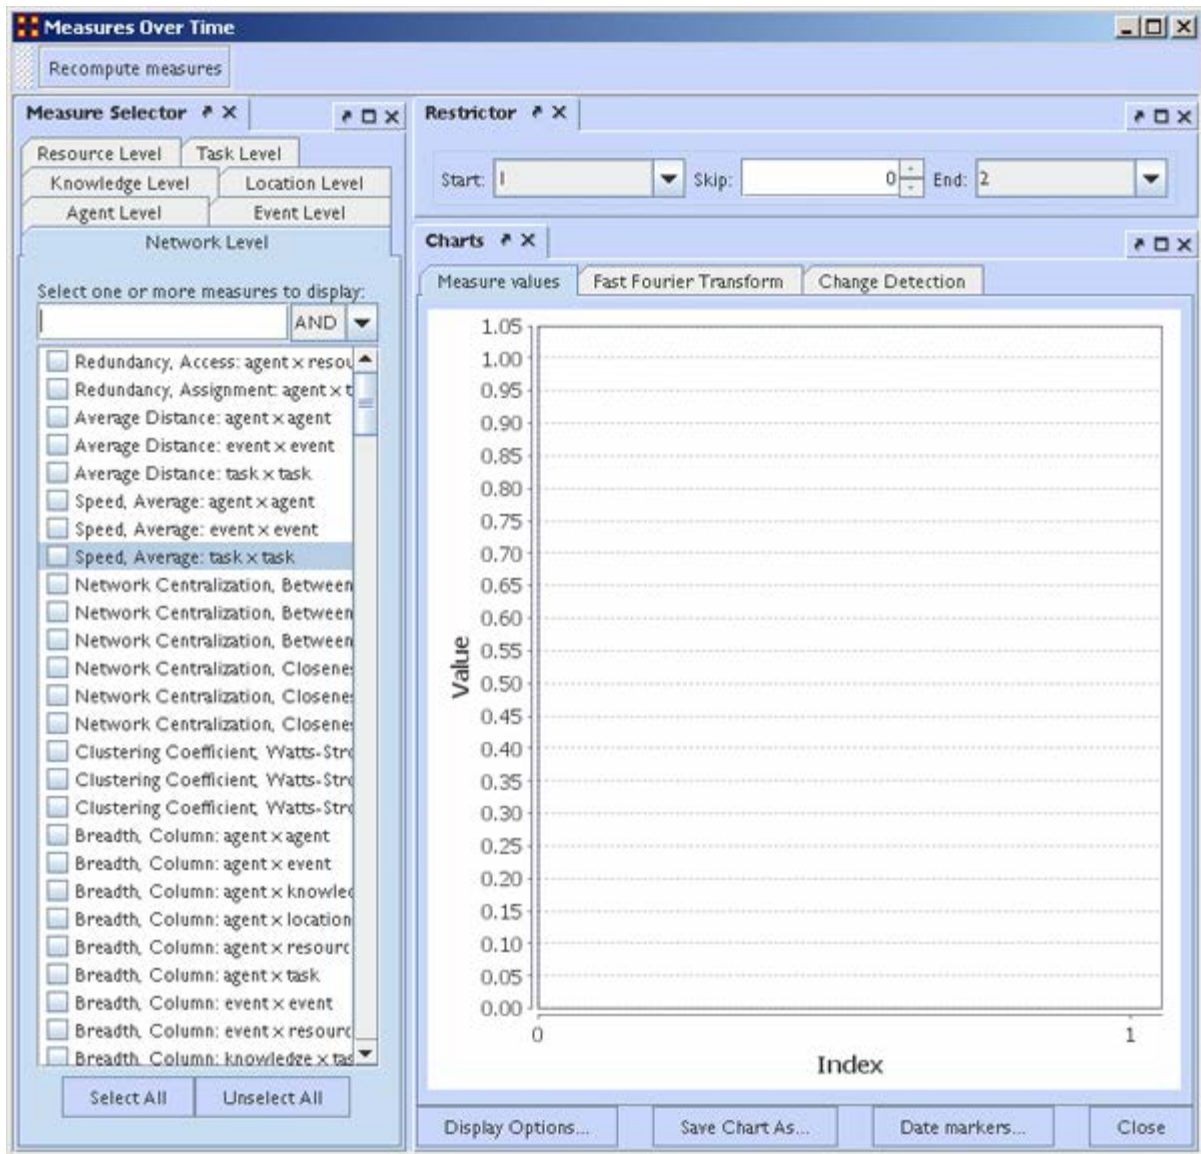 Measures Over Time
Recompute measures
Measure Selector
Resource Level Task Level
Knowledge Level Location Level
Agent Level Event Level
Network Level
Select one or more measures to display:
AND
Redundancy, Access: agent x resou
Redundancy, Assignment: agent x t
Average Distance: agent x agent
Average Distance: event x event
Average Distance: task x task
Speed, Average: agent x agent
Speed, Average: event x event
Speed, Average: task x task
Network Centralization, Between
Network Centralization, Between
Network Centralization, Between
Network Centralization, Closene
Network Centralization, Closene
Network Centralization, Closene
Clustering Coefficient, Watts-Stro
Clustering Coefficient, Watts-Stro
Clustering Coefficient, Watts-Stro
Breadth, Column: agent x agent
Breadth, Column: agent x event
Breadth, Column: agent x knowled
Breadth, Column: agent x location
Breadth, Column: agent x resourc
Breadth, Column: agent x task
Breadth, Column: event x event
Breadth, Column: event x resourc
Breadth, Column: knowledge x tas
Select All Unselect All
Restrictor
Start: 1 Skip: 0 End: 2
Charts
Measure values Fast Fourier Transform Change Detection
1.05
1.00
0.95
0.90
0.85
0.80
0.75
0.70
0.65
0.60
0.55
0.50
0.45
0.40
0.35
0.30
0.25
0.20
0.15
0.10
0.05
0.00
Value
0 1
Index
Display Options... Save Chart As... Date markers... Close